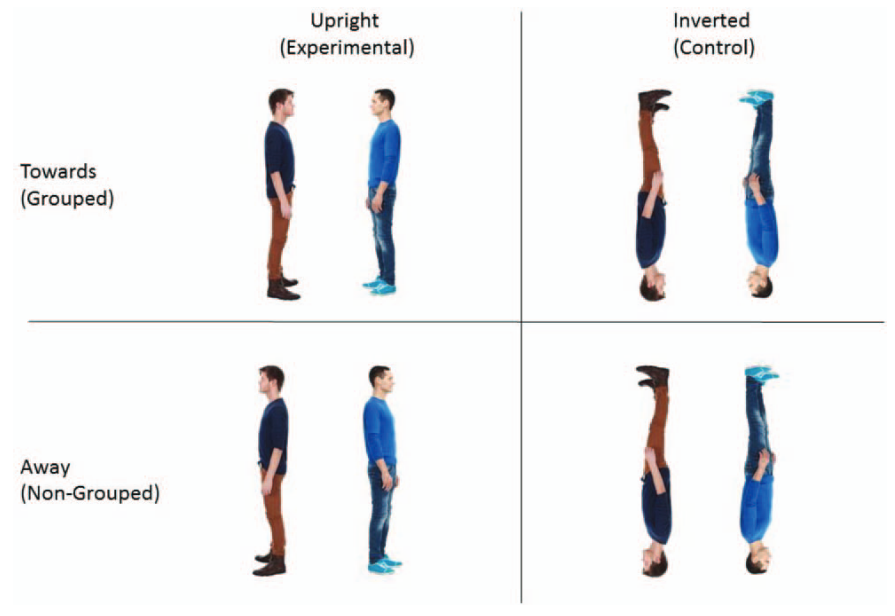 Upright
(Experimental)
Inverted
(Control)
Towards
(Grouped)
Away
(Non-Grouped)